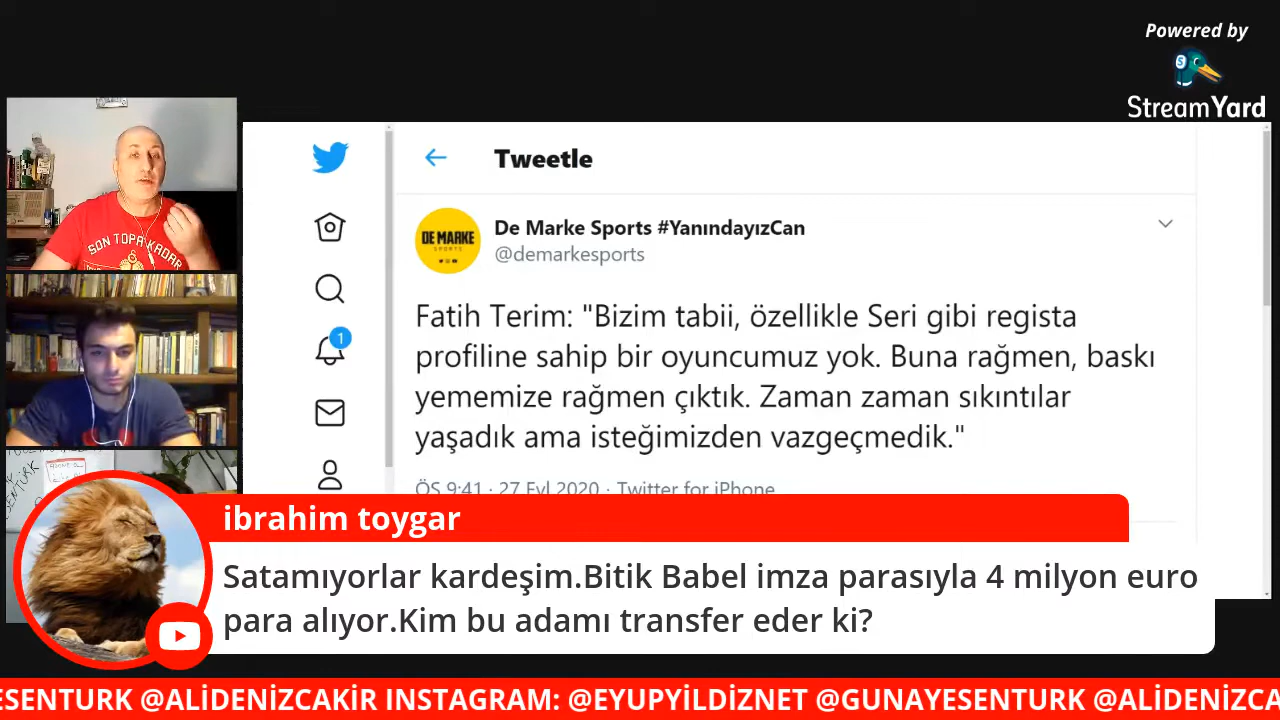 Powered by
StreamYard
Tweetle
De Marke Sports #YanındayızCan
@demarkesports
DE MARKE
SPORTS
1
Fatih Terim: "Bizim tabii, özellikle Seri gibi regista
profiline sahip bir oyuncumuz yok. Buna rağmen, baskı
yememize rağmen çıktık. Zaman zaman sıkıntılar
yaşadık ama isteğimizden vazgeçmedik."
ÖS 9:41 · 27 Eyl 2020 · Twitter for iPhone
SON TOPA KADAR
ibrahim toygar
Satamıyorlar kardeşim.Bitik Babel imza parasıyla 4 milyon euro
para alıyor.Kim bu adamı transfer eder ki?
ESENTURK @ALİDENİZCAKİR INSTAGRAM: @EYUPYİLDİZNET @GUNAYESENTURK @ALİDENİZCA